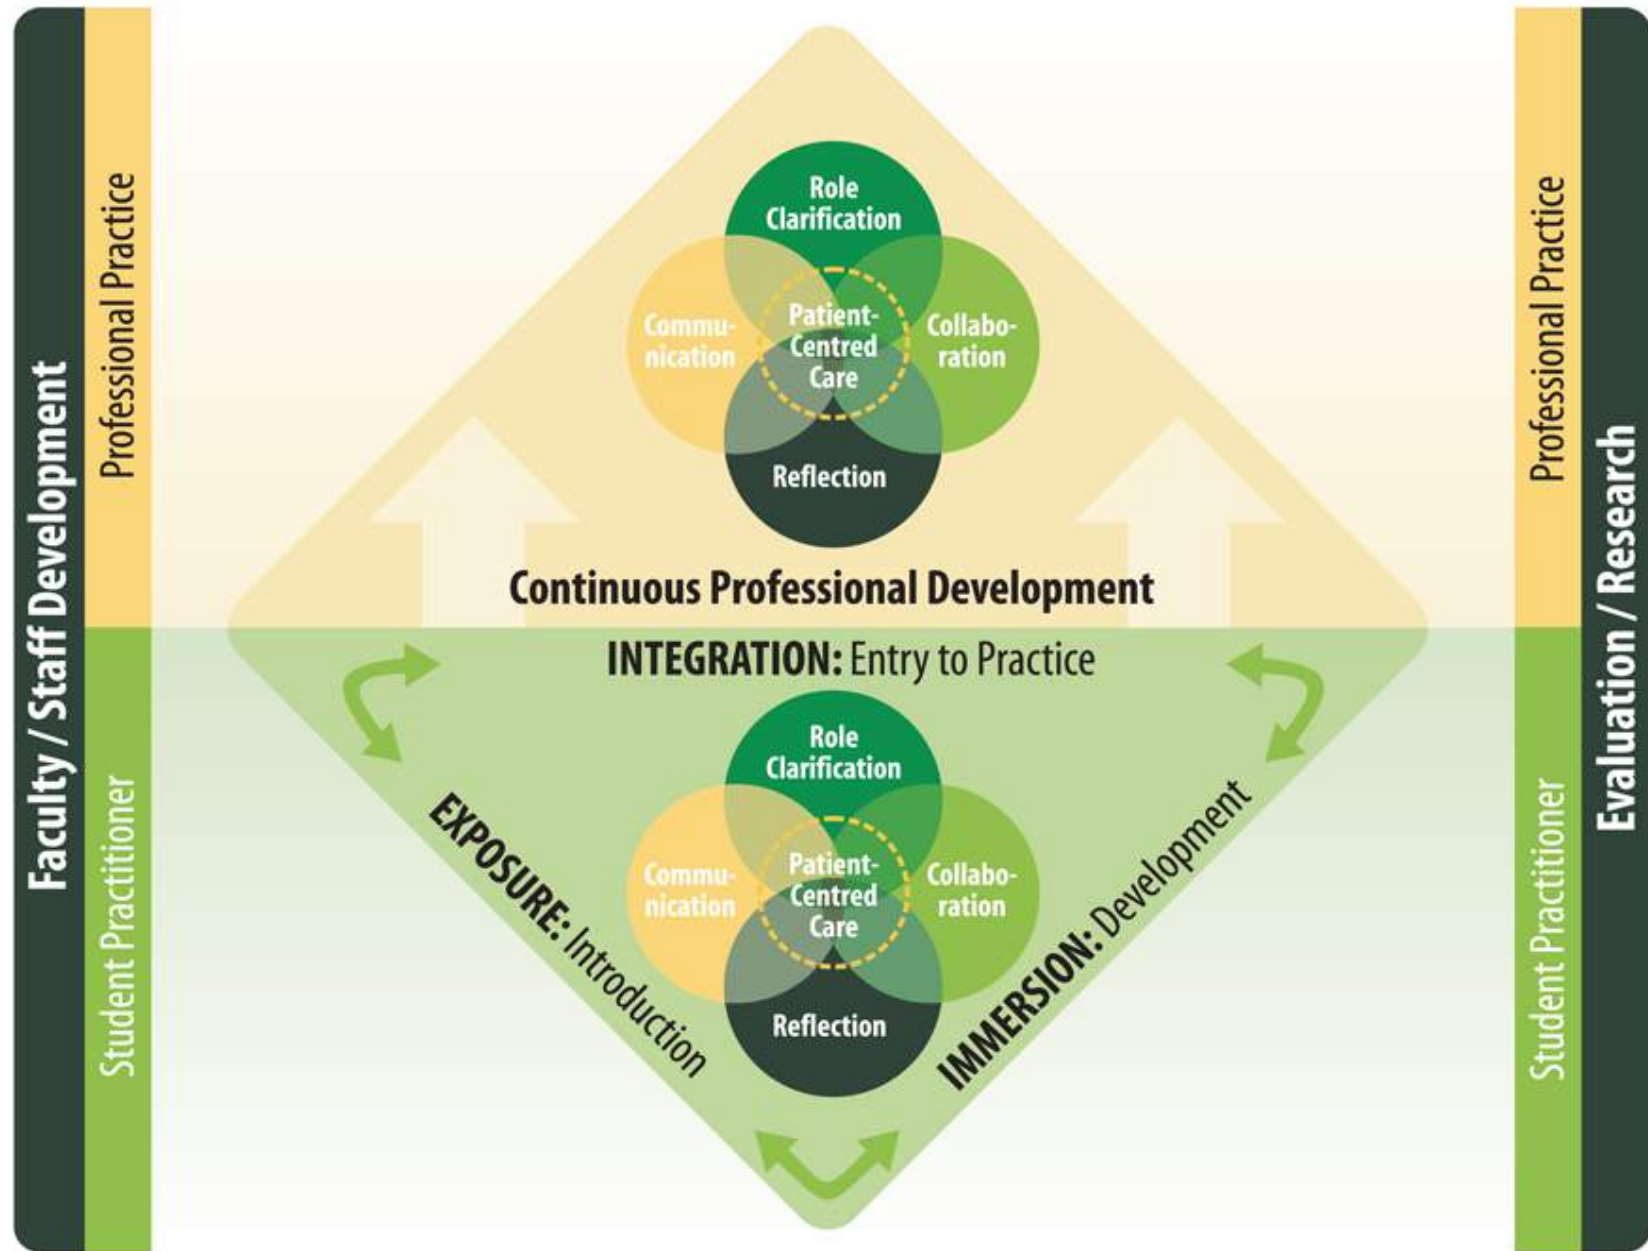 Faculty / Staff Development
Professional Practice
Student Practitioner
Role
Clarification
Commu-
nication
Patient-
Centred
Care
Collabo-
ration
Reflection
Continuous Professional Development
INTEGRATION: Entry to Practice
Role
Clarification
Commu-
nication
Patient-
Centred
Care
Collabo-
ration
Reflection
EXPOSURE: Introduction
IMMERSION: Development
Professional Practice
Student Practitioner
Evaluation / Research